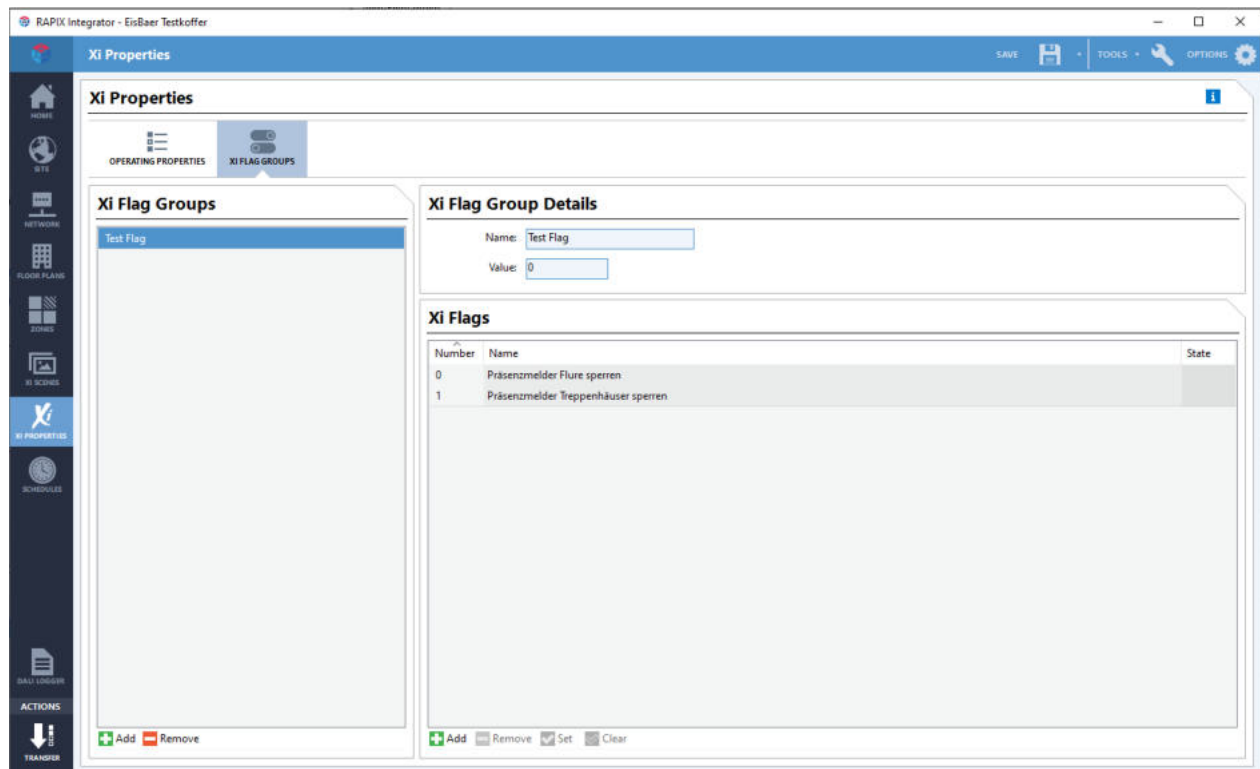 RAPIX Integrator - EisBaer Testkoffer
Xi Properties
SAVE
TOOLS
OPTIONS
HOME
SITE
NETWORK
FLOOR PLANS
ZONES
XI SCENES
Xi
XI PROPERTIES
SCHEDULES
DALI LOGGER
ACTIONS
TRANSFER
Xi Properties
i
OPERATING PROPERTIES
XI FLAG GROUPS
Xi Flag Groups
Test Flag
Add Remove
Xi Flag Group Details
Name: Test Flag
Value: 0
Xi Flags
Number Name State
0 Präsenzmelder Flure sperren
1 Präsenzmelder Treppenhäuser sperren
Add Remove Set Clear